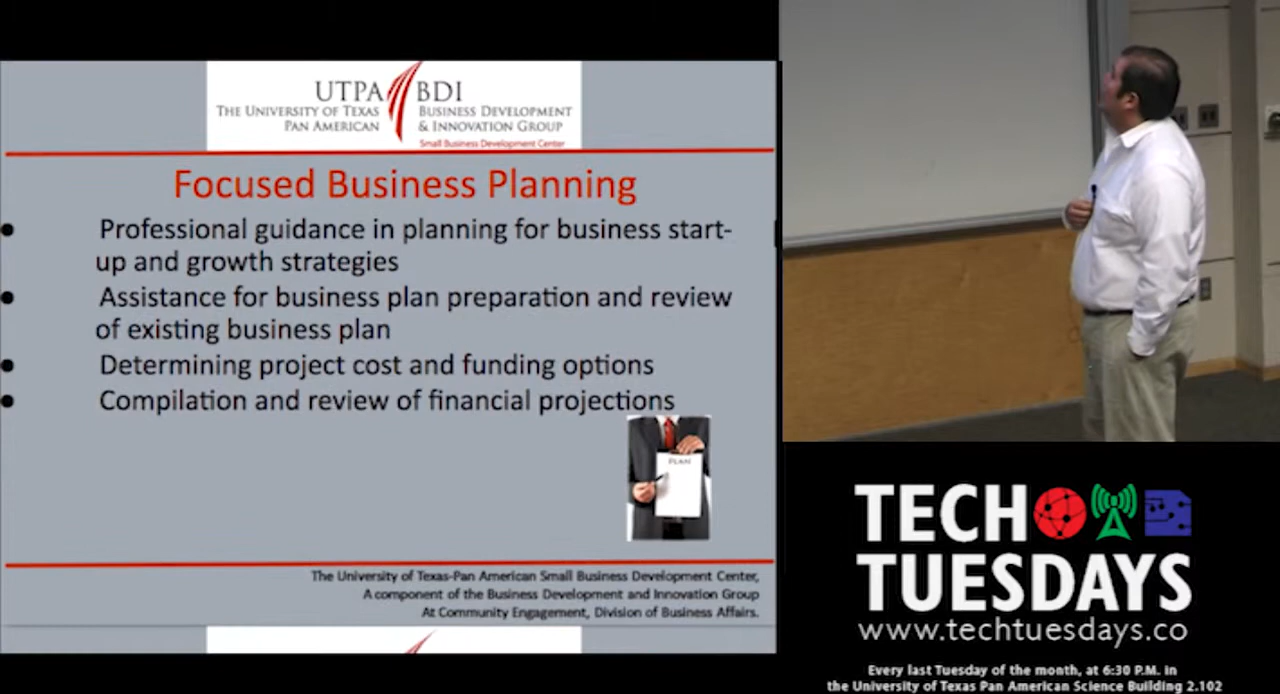 UTPA BDI
THE UNIVERSITY OF TEXAS
PAN AMERICAN
BUSINESS DEVELOPMENT
& INNOVATION GROUP
Small Business Development Center
Focused Business Planning
• Professional guidance in planning for business start-
up and growth strategies
• Assistance for business plan preparation and review
of existing business plan
• Determining project cost and funding options
• Compilation and review of financial projections
PLAN
The University of Texas-Pan American Small Business Development Center,
A component of the Business Development and Innovation Group
At Community Engagement, Division of Business Affairs.
TECH
TUESDAYS
www.techtuesdays.co
Every last Tuesday of the month, at 6:30 P.M. in
the University of Texas Pan American Science Building 2.102